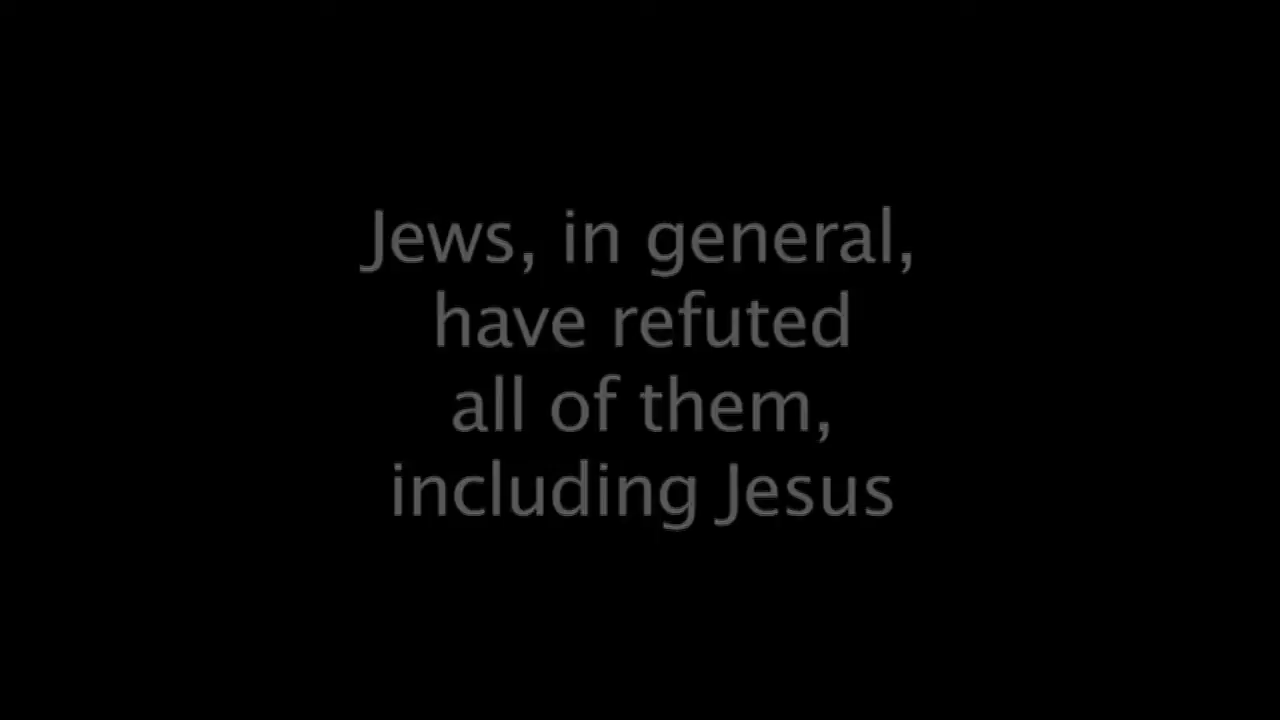 Jews, in general,
have refuted
all of them,
including Jesus